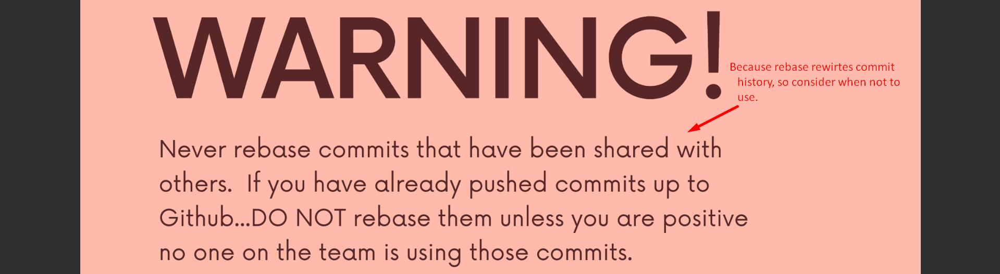 WARNING!
Because rebase rewirtes commit
history, so consider when not to
use.
Never rebase commits that have been shared with
others.  If you have already pushed commits up to
Github...DO NOT rebase them unless you are positive
no one on the team is using those commits.